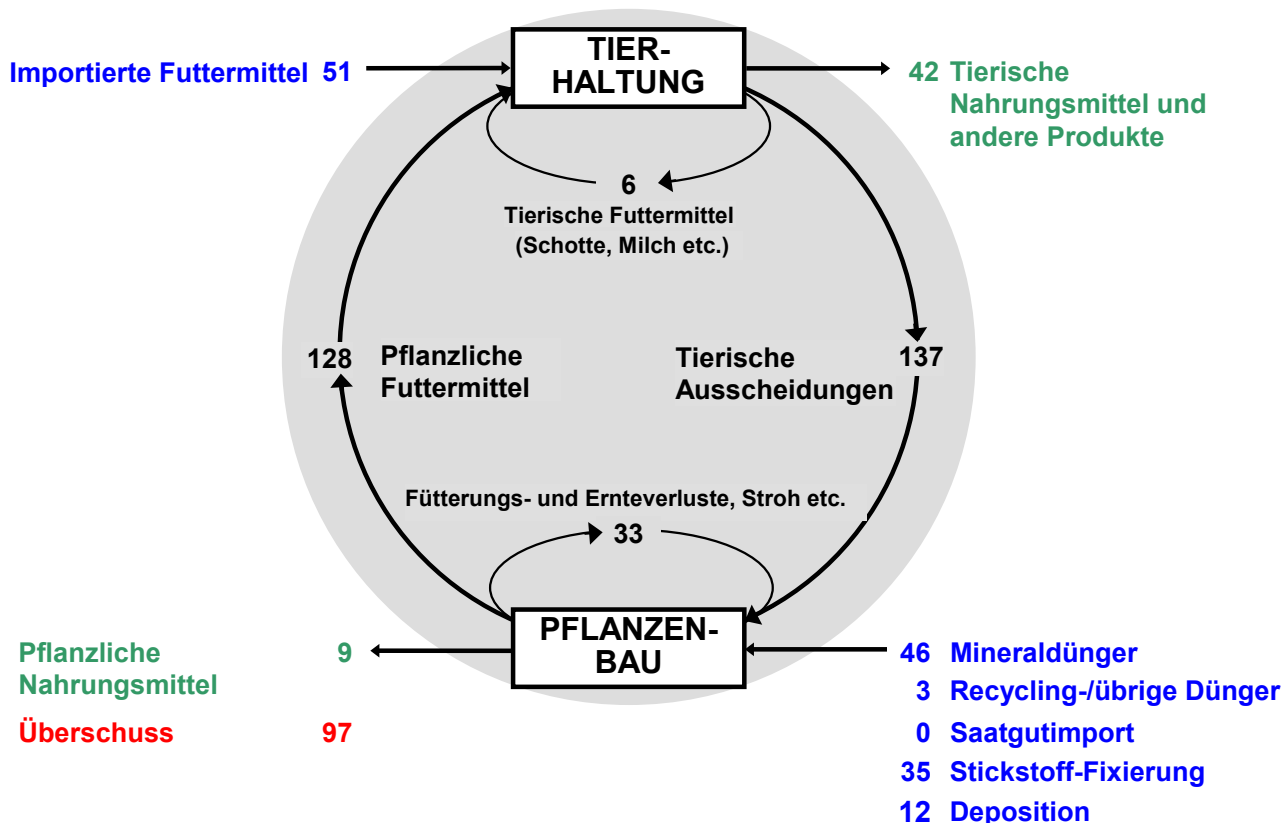 TIER-
HALTUNG
Importierte Futtermittel 51
42 Tierische
Nahrungsmittel und
andere Produkte
6
Tierische Futtermittel
(Schotte, Milch etc.)
128 Pflanzliche
Futtermittel
Tierische 137
Ausscheidungen
Fütterungs- und Ernteverluste, Stroh etc.
33
PFLANZEN-
BAU
Pflanzliche 9
Nahrungsmittel
Überschuss 97
46 Mineraldünger
3 Recycling-/übrige Dünger
0 Saatgutimport
35 Stickstoff-Fixierung
12 Deposition